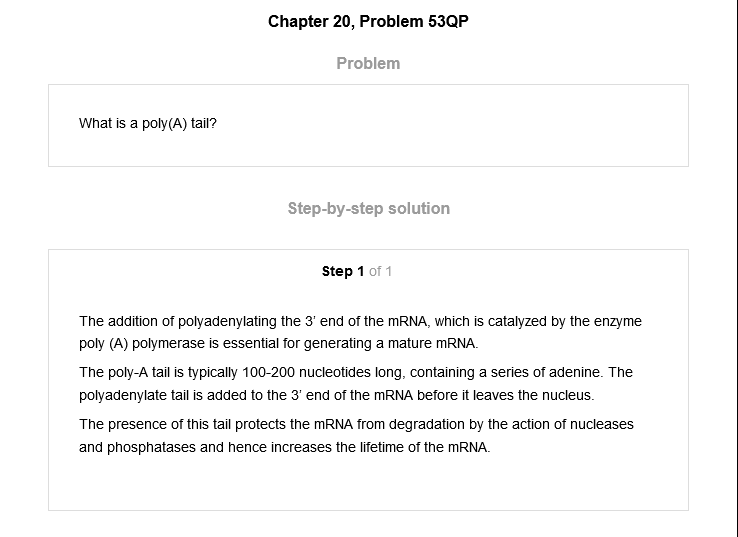 Chapter 20, Problem 53QP
Problem
What is a poly(A) tail?
Step-by-step solution
Step 1 of 1
The addition of polyadenylating the 3’ end of the mRNA, which is catalyzed by the enzyme
poly (A) polymerase is essential for generating a mature mRNA.
The poly-A tail is typically 100-200 nucleotides long, containing a series of adenine. The
polyadenylate tail is added to the 3’ end of the mRNA before it leaves the nucleus.
The presence of this tail protects the mRNA from degradation by the action of nucleases
and phosphatases and hence increases the lifetime of the mRNA.